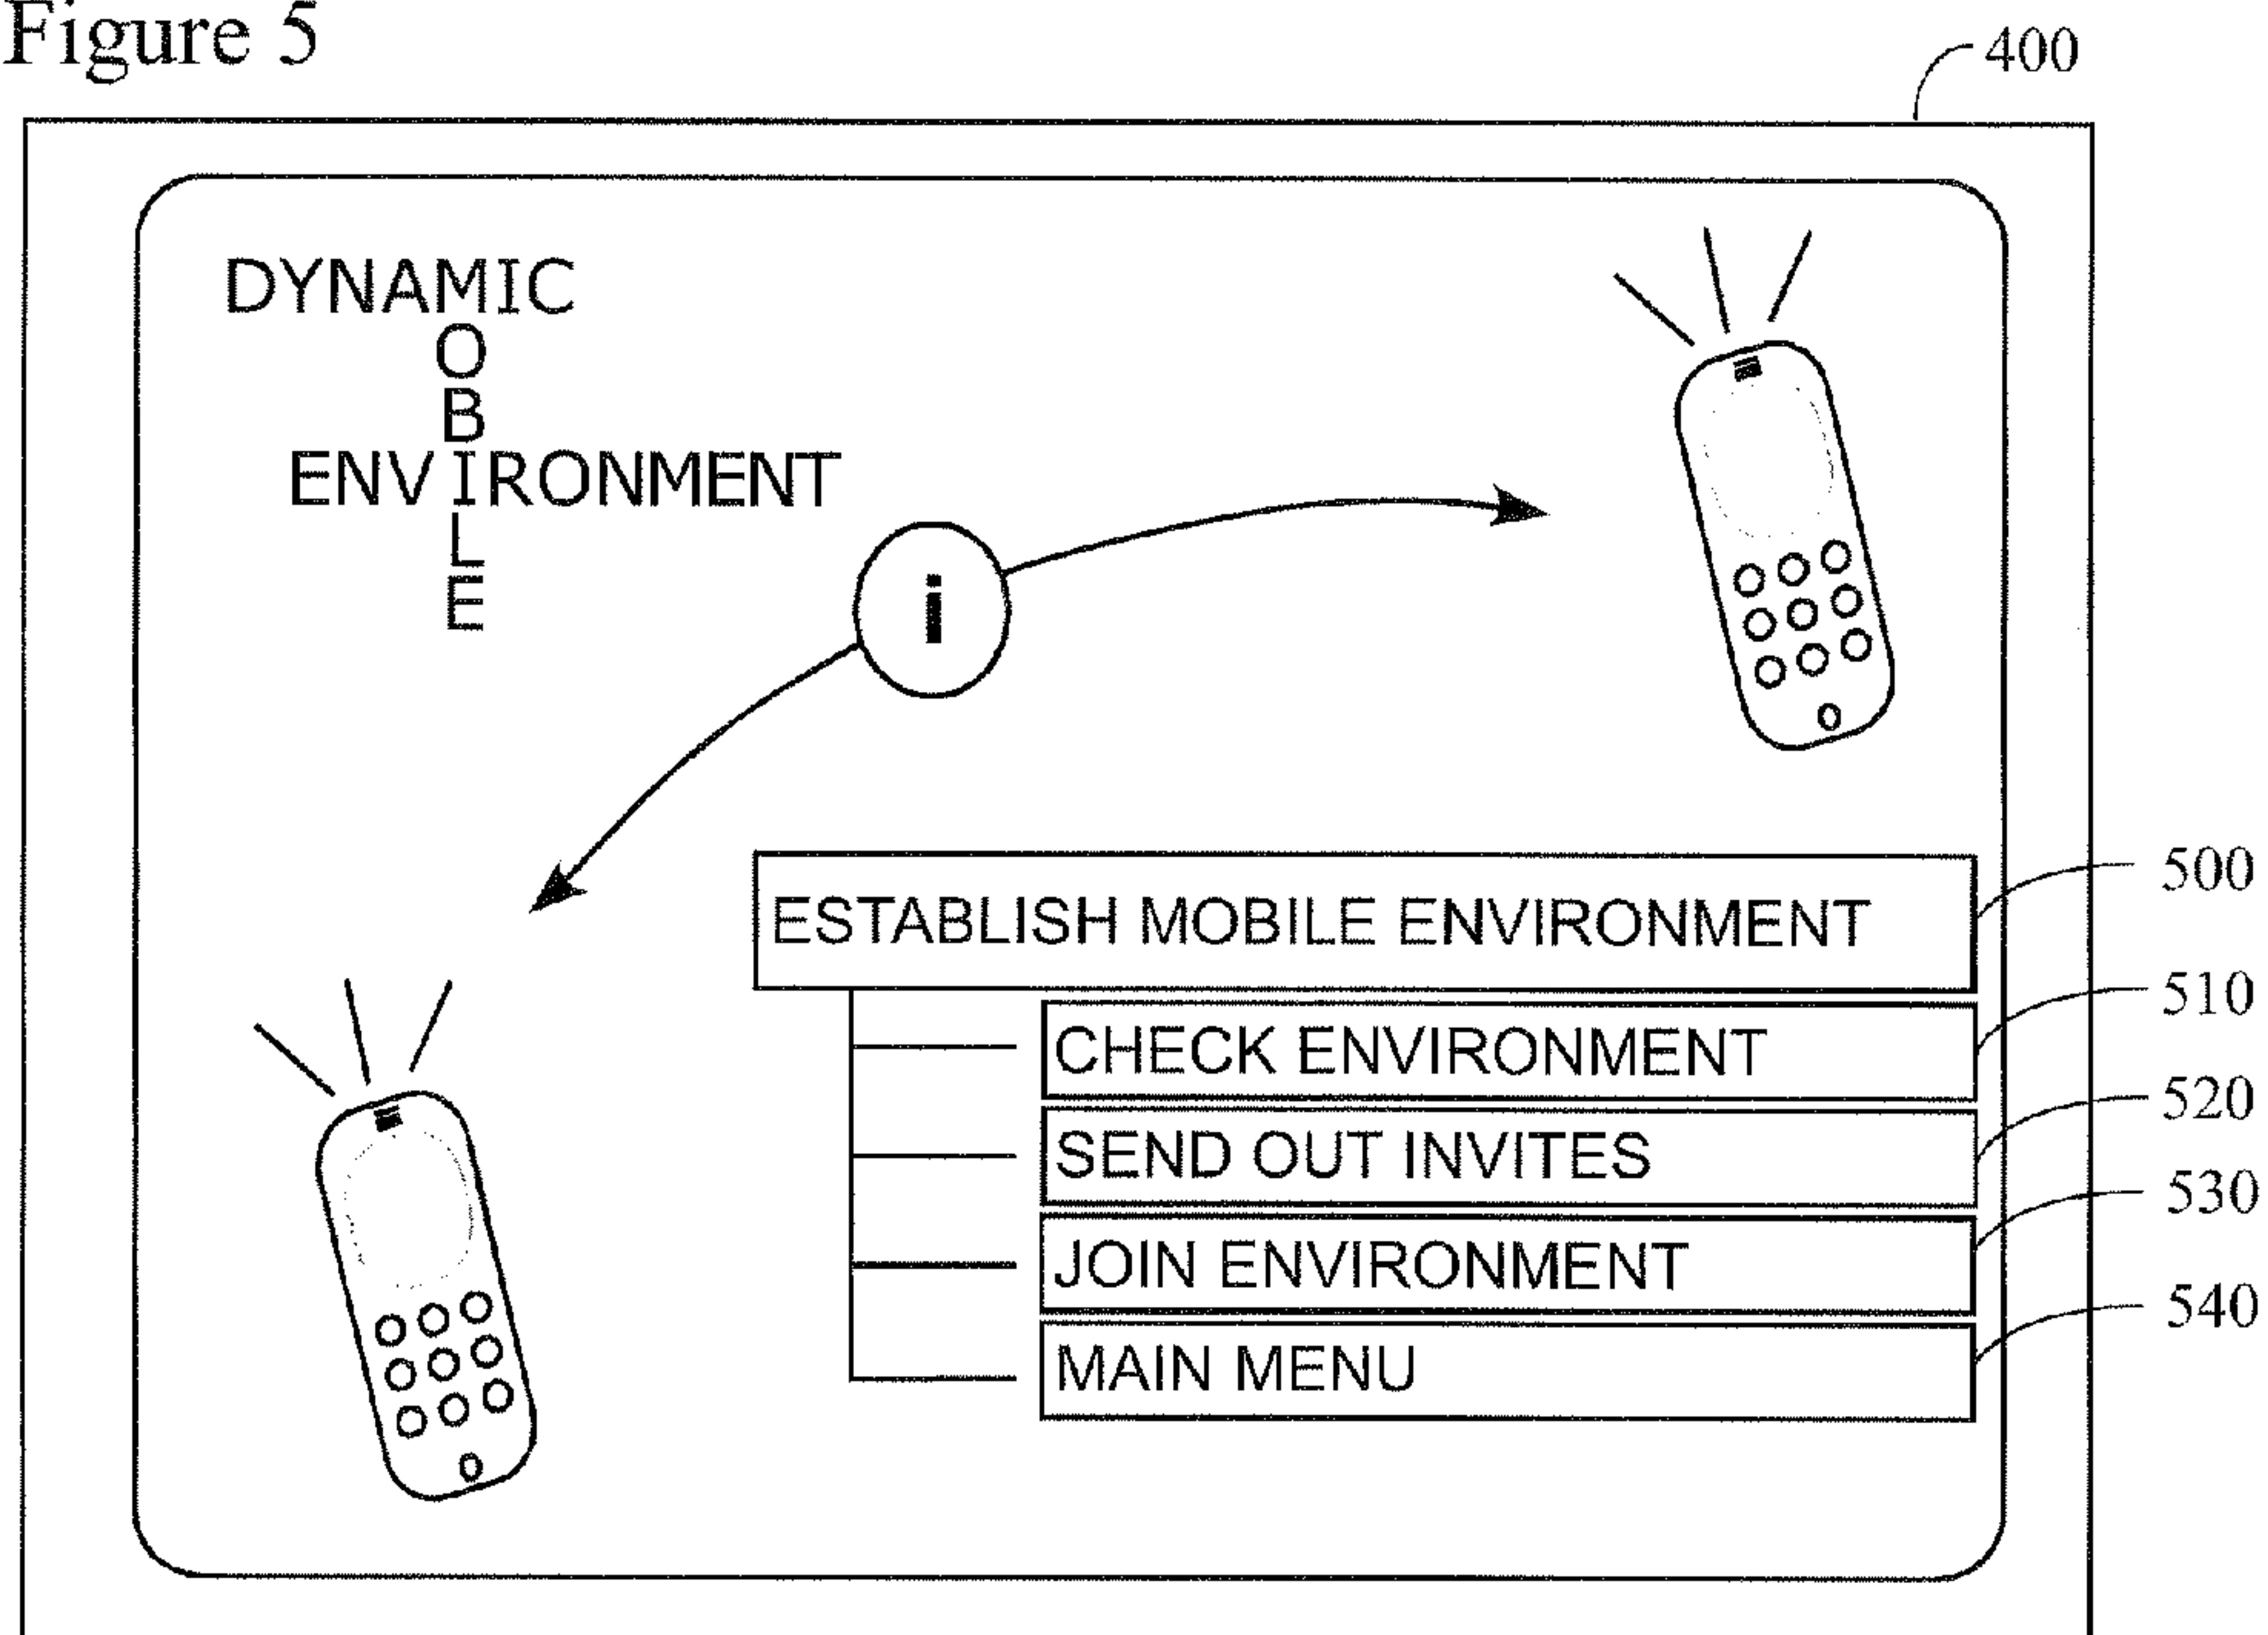 Figure 5
400
DYNAMIC
MOBILE
ENVIRONMENT
i
ESTABLISH MOBILE ENVIRONMENT
500
CHECK ENVIRONMENT
510
SEND OUT INVITES
520
JOIN ENVIRONMENT
530
MAIN MENU
540